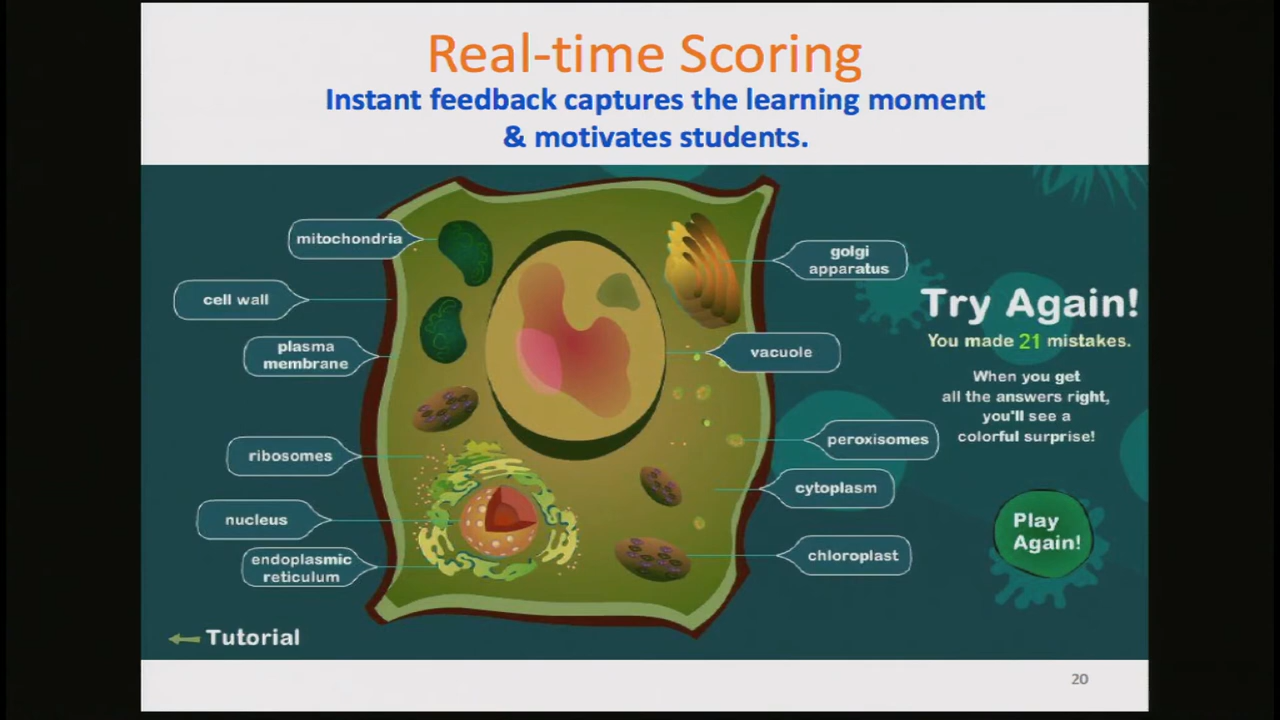 Real-time Scoring
Instant feedback captures the learning moment
& motivates students.
mitochondria
cell wall
plasma
membrane
ribosomes
nucleus
endoplasmic
reticulum
golgi
apparatus
vacuole
peroxisomes
cytoplasm
chloroplast
Try Again!
You made 21 mistakes.
When you get
all the answers right,
you'll see a
colorful surprise!
Play
Again!
Tutorial
20